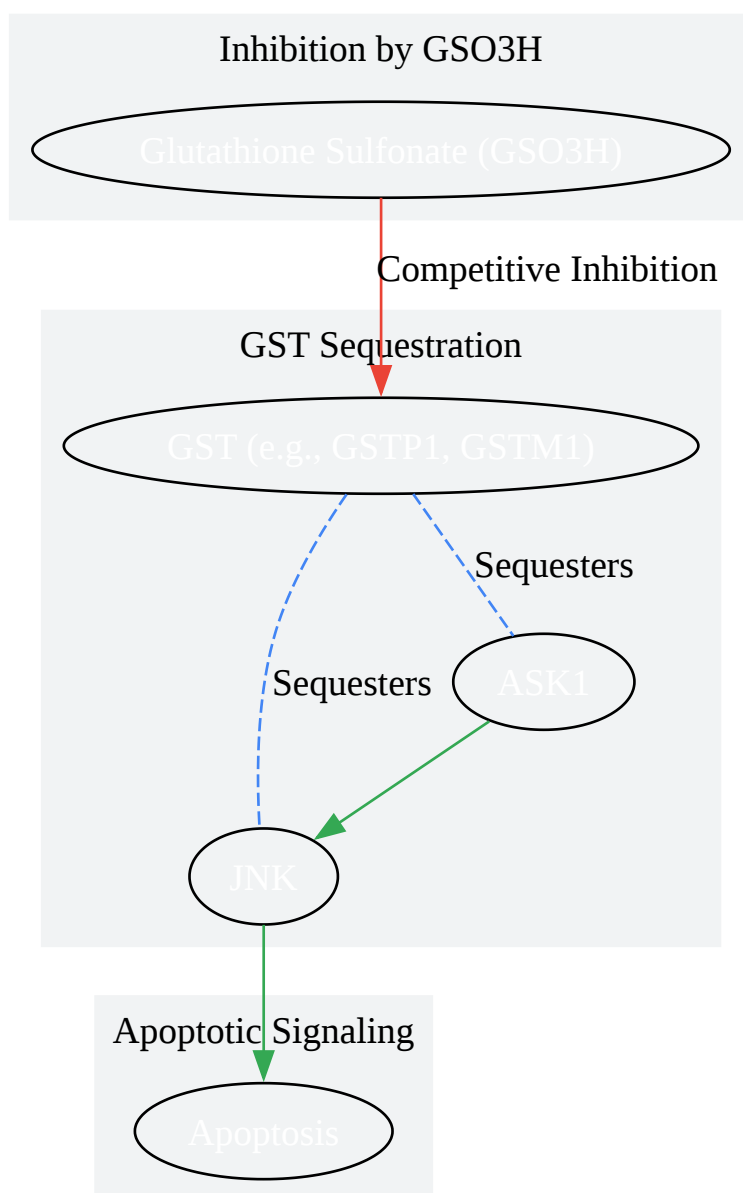 Inhibition by GSO3H
Glutathione Sulfonate (GSO3H)
Competitive Inhibition
GST Sequestration
GST (e.g., GSTP1, GSTM1)
Sequesters
Sequesters
ASK1
JNK
Apoptotic Signaling
Apoptosis